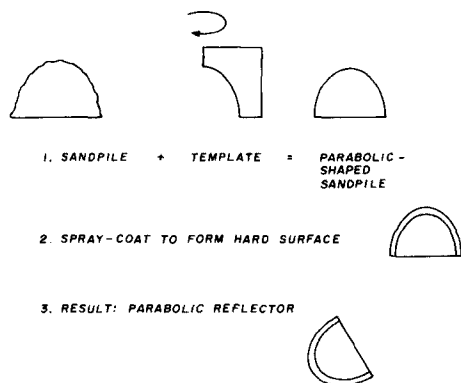 1. SANDPILE + TEMPLATE = PARABOLIC-
SHAPED
SANDPILE
2. SPRAY-COAT TO FORM HARD SURFACE
3. RESULT: PARABOLIC REFLECTOR